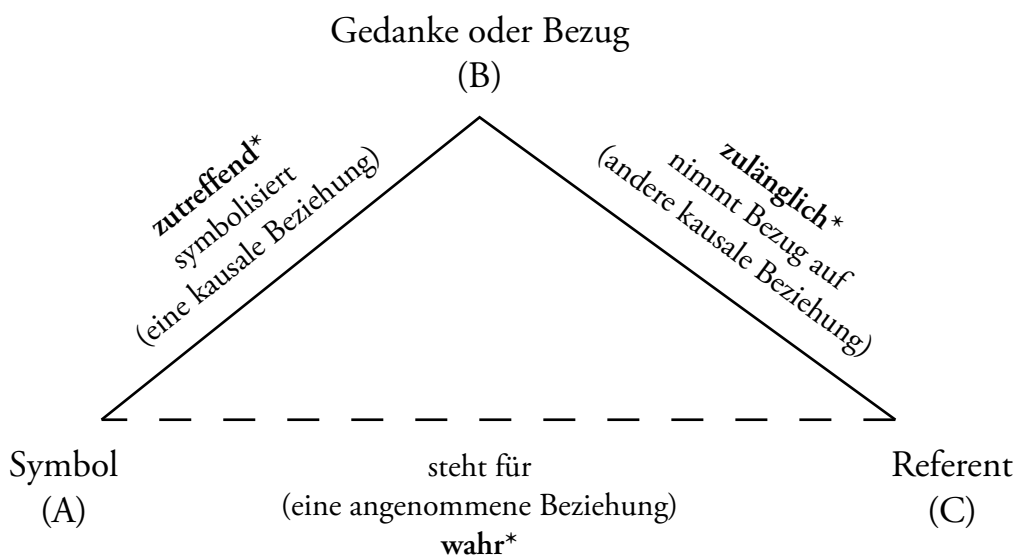 Gedanke oder Bezug
(B)
zutreffend*
symbolisiert
(eine kausale Beziehung)
zulänglich*
nimmt Bezug auf
(andere kausale Beziehung)
Symbol
(A)
steht für
(eine angenommene Beziehung)
wahr*
Referent
(C)